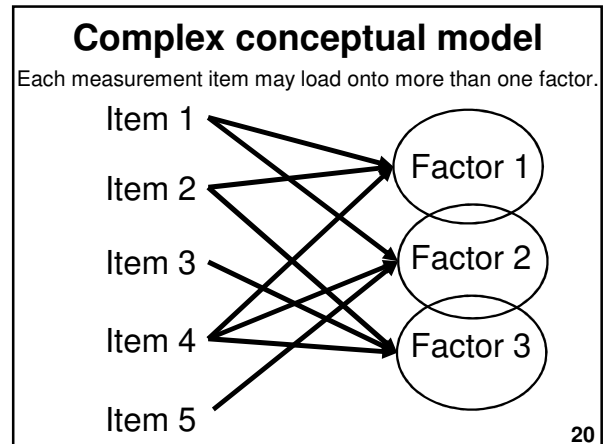 Complex conceptual model
Each measurement item may load onto more than one factor.
Item 1
Factor 1
Item 2
Item 3
Factor 2
Item 4
Factor 3
Item 5
20